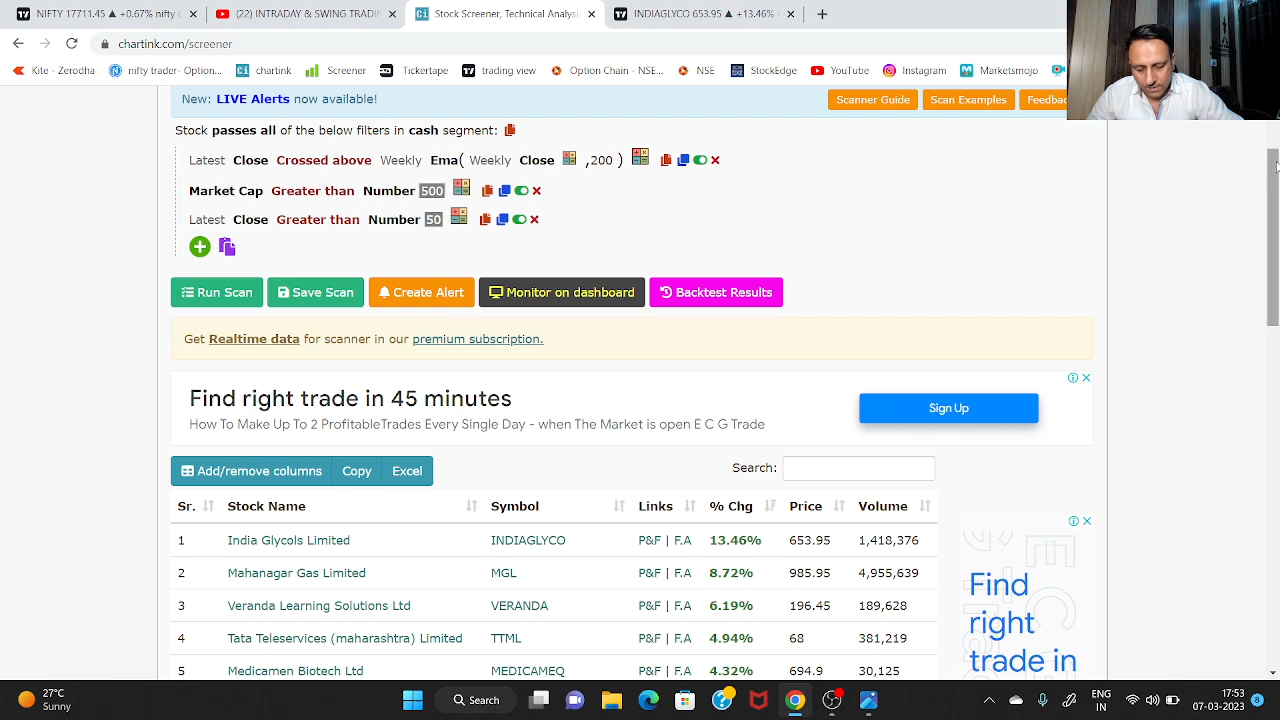 NIFTY 17711.45 ▲ +0.67% nifty
(22) INTRADAY & SWING TRADIN
Stock Screener, Technical Analysi
INDIAGLYCO 653.95 ▲ +13.46%
chartink.com/screener
Kite - Zerodha
nifty trader- Option...
chartink
Screener
Tickertape
tradingview
Option Chain - NSE...
NSE
StockEdge
YouTube
Instagram
Marketsmojo
New: LIVE Alerts now available!
Scanner Guide
Scan Examples
Feedba
Stock passes all of the below filters in cash segment:
Latest Close Crossed above Weekly Ema( Weekly Close ,200 )
Market Cap Greater than Number 500
Latest Close Greater than Number 50
Run Scan
Save Scan
Create Alert
Monitor on dashboard
Backtest Results
Get Realtime data for scanner in our premium subscription.
Find right trade in 45 minutes
How To Make Up To 2 ProfitableTrades Every Single Day - when The Market is open E C G Trade
Sign Up
Add/remove columns
Copy
Excel
Search:
Sr. Stock Name Symbol Links % Chg Price Volume
1 India Glycols Limited INDIAGLYCO P&F | F.A 13.46% 653.95 1,418,376
2 Mahanagar Gas Limited MGL P&F | F.A 8.72% 985.95 4,955,639
3 Veranda Learning Solutions Ltd VERANDA P&F | F.A 6.19% 196.45 189,628
4 Tata Teleservices (maharashtra) Limited TTML P&F | F.A 4.94% 68 381,219
5 Medicamen Biotech Ltd MEDICAMEQ P&F | F.A 4.32% 694.9 30,125
Find
right
trade in
27°C
Sunny
Search
ENG
IN
17:53
07-03-2023
8